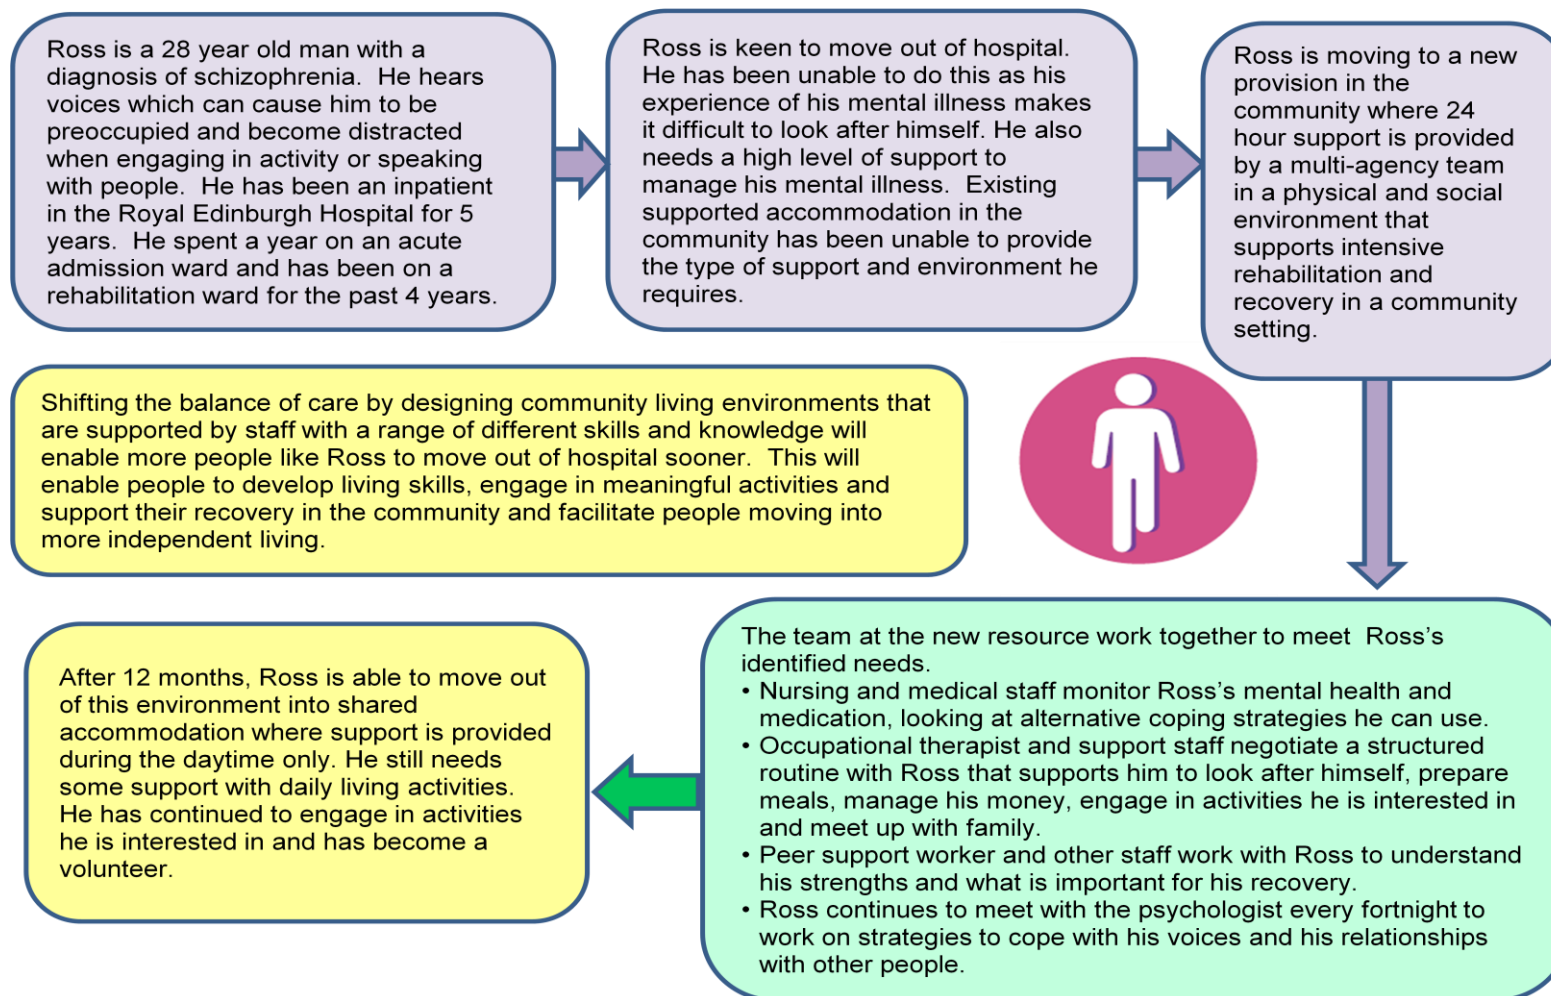 Ross is a 28 year old man with a
diagnosis of schizophrenia.  He hears
voices which can cause him to be
preoccupied and become distracted
when engaging in activity or speaking
with people.  He has been an inpatient
in the Royal Edinburgh Hospital for 5
years.  He spent a year on an acute
admission ward and has been on a
rehabilitation ward for the past 4 years.
Ross is keen to move out of hospital.
He has been unable to do this as his
experience of his mental illness makes
it difficult to look after himself. He also
needs a high level of support to
manage his mental illness.  Existing
supported accommodation in the
community has been unable to provide
the type of support and environment he
requires.
Ross is moving to a new
provision in the
community where 24
hour support is provided
by a multi-agency team
in a physical and social
environment that
supports intensive
rehabilitation and
recovery in a community
setting.
Shifting the balance of care by designing community living environments that
are supported by staff with a range of different skills and knowledge will
enable more people like Ross to move out of hospital sooner.  This will
enable people to develop living skills, engage in meaningful activities and
support their recovery in the community and facilitate people moving into
more independent living.
The team at the new resource work together to meet  Ross’s
identified needs.
• Nursing and medical staff monitor Ross’s mental health and
medication, looking at alternative coping strategies he can use.
• Occupational therapist and support staff negotiate a structured
routine with Ross that supports him to look after himself, prepare
meals, manage his money, engage in activities he is interested in
and meet up with family.
• Peer support worker and other staff work with Ross to understand
his strengths and what is important for his recovery.
• Ross continues to meet with the psychologist every fortnight to
work on strategies to cope with his voices and his relationships
with other people.
After 12 months, Ross is able to move out
of this environment into shared
accommodation where support is provided
during the daytime only. He still needs
some support with daily living activities.
He has continued to engage in activities
he is interested in and has become a
volunteer.